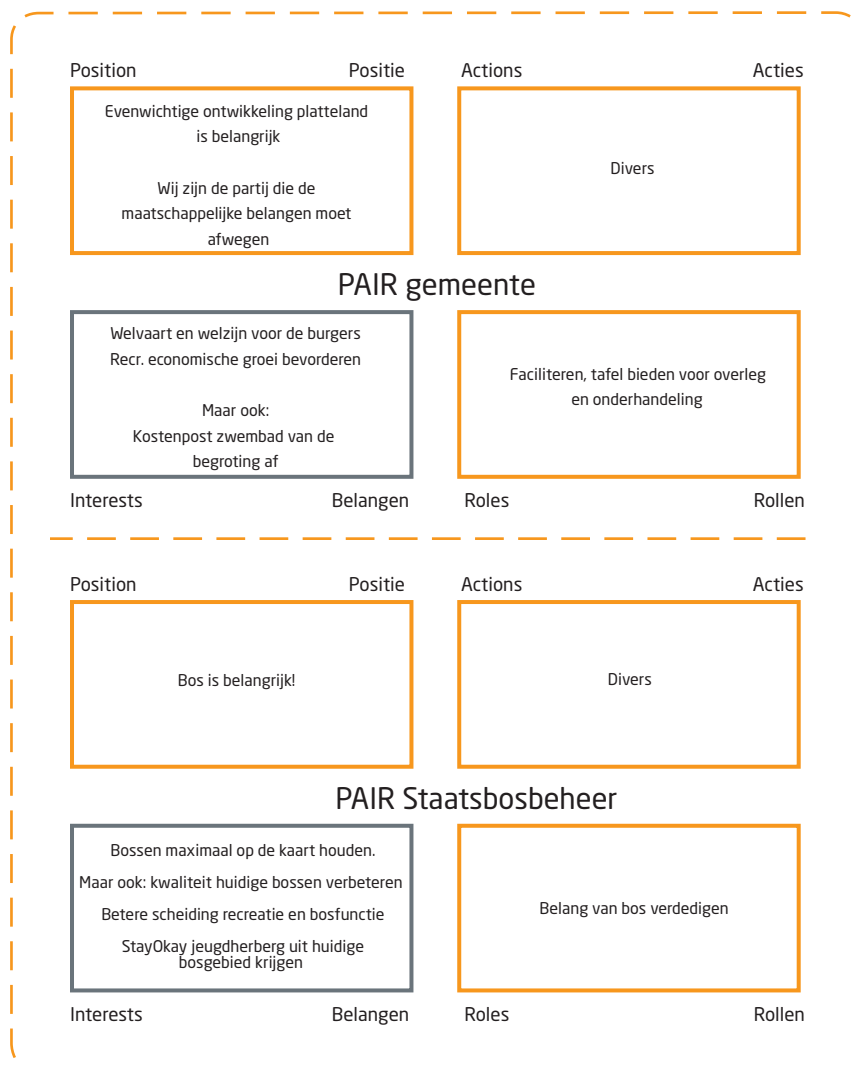 Position Positie Actions Acties
Evenwichtige ontwikkeling platteland
is belangrijk
Wij zijn de partij die de
maatschappelijke belangen moet
afwegen
Divers
PAIR gemeente
Welvaart en welzijn voor de burgers
Recr. economische groei bevorderen
Maar ook:
Kostenpost zwembad van de
begroting af
Faciliteren, tafel bieden voor overleg
en onderhandeling
Interests Belangen Roles Rollen
Position Positie Actions Acties
Bos is belangrijk!
Divers
PAIR Staatsbosbeheer
Bossen maximaal op de kaart houden.
Maar ook: kwaliteit huidige bossen verbeteren
Betere scheiding recreatie en bosfunctie
StayOkay jeugdherberg uit huidige
bosgebied krijgen
Belang van bos verdedigen
Interests Belangen Roles Rollen